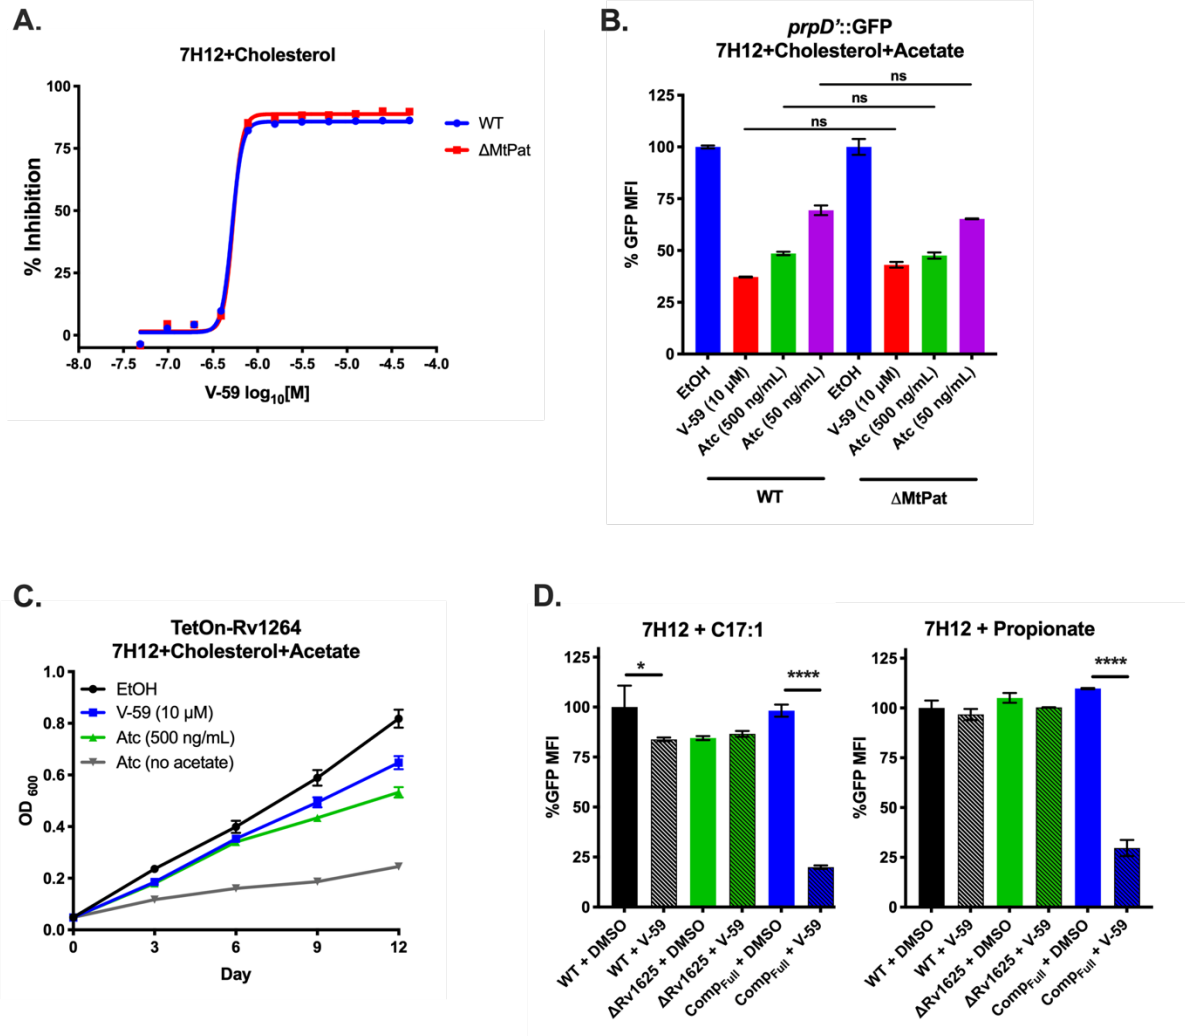 A.
7H12+Cholesterol
% Inhibition
100
75
50
25
0
-8.0 -7.5 -7.0 -6.5 -6.0 -5.5 -5.0 -4.5 -4.0
V-59 log10[M]
WT
ΔMtPat
B.
prpD'::GFP
7H12+Cholesterol+Acetate
ns
ns
ns
% GFP MFI
125
100
75
50
25
0
EtOH
V-59 (10 µM)
Atc (500 ng/mL)
Atc (50 ng/mL)
EtOH
V-59 (10 µM)
Atc (500 ng/mL)
Atc (50 ng/mL)
WT
ΔMtPat
C.
TetOn-Rv1264
7H12+Cholesterol+Acetate
OD 600
1.0
0.8
0.6
0.4
0.2
0.0
EtOH
V-59 (10 µM)
Atc (500 ng/mL)
Atc (no acetate)
0 3 6 9 12
Day
D.
7H12 + C17:1
%GFP MFI
125
100
75
50
25
0
*
****
WT + DMSO
WT + V-59
ΔRv1625 + DMSO
ΔRv1625 + V-59
CompFull + DMSO
CompFull + V-59
7H12 + Propionate
%GFP MFI
125
100
75
50
25
0
****
WT + DMSO
WT + V-59
ΔRv1625 + DMSO
ΔRv1625 + V-59
CompFull + DMSO
CompFull + V-59